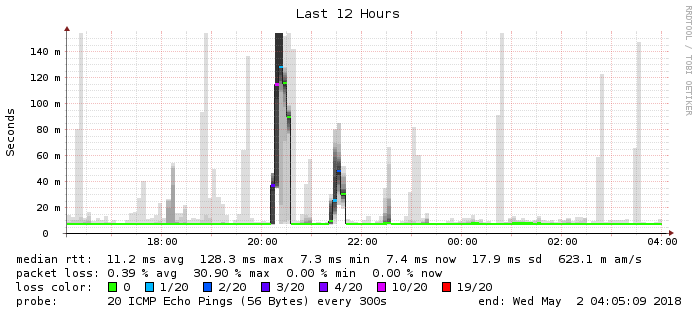 Last 12 Hours
RRDTOOL / TOBI OETIKER
Seconds
140 m
120 m
100 m
80 m
60 m
40 m
20 m
0
18:00 20:00 22:00 00:00 02:00 04:00
median rtt: 11.2 ms avg 128.3 ms max 7.3 ms min 7.4 ms now 17.9 ms sd 623.1 m am/s
packet loss: 0.39 % avg 30.90 % max 0.00 % min 0.00 % now
loss color: 0 1/20 2/20 3/20 4/20 10/20 19/20
probe: 20 ICMP Echo Pings (56 Bytes) every 300s end: Wed May 2 04:05:09 2018